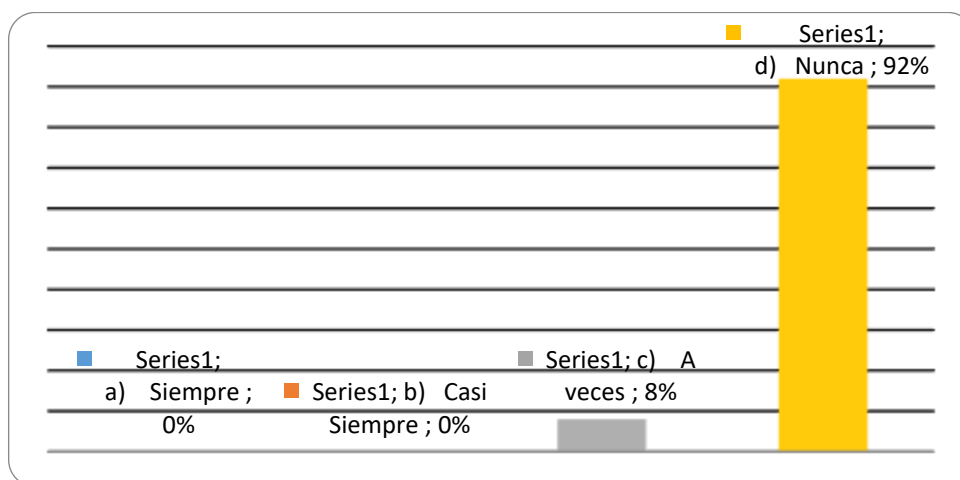 Series1;
d) Nunca ; 92%
Series1;
a) Siempre ;
0%
Series1; b) Casi
Siempre ; 0%
Series1; c) A
veces ; 8%